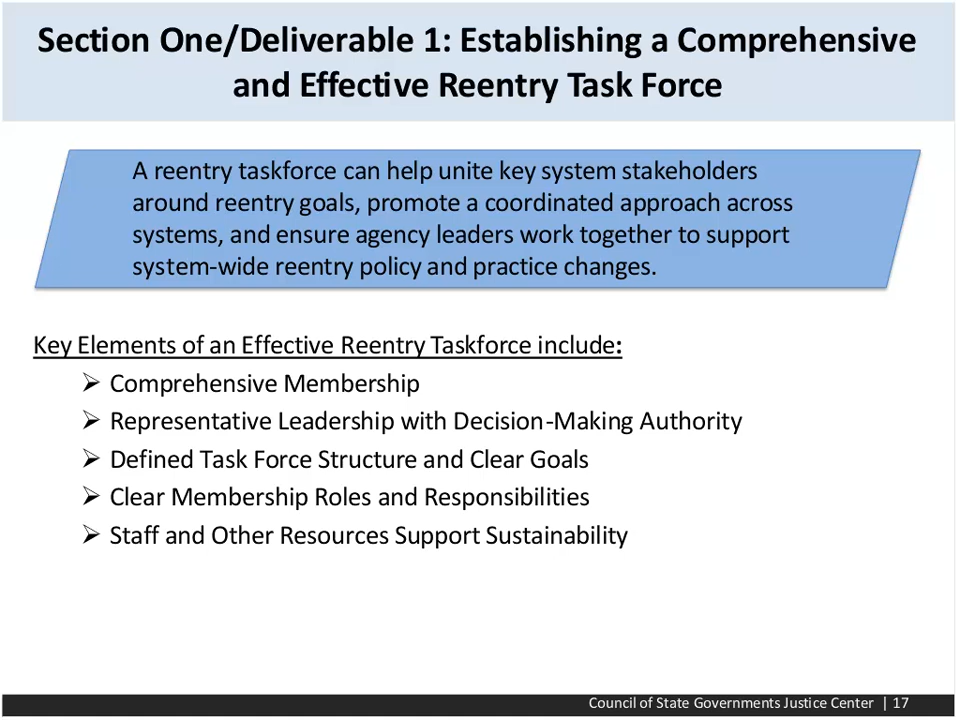 Section One/Deliverable 1: Establishing a Comprehensive
and Effective Reentry Task Force
A reentry taskforce can help unite key system stakeholders
around reentry goals, promote a coordinated approach across
systems, and ensure agency leaders work together to support
system-wide reentry policy and practice changes.
Key Elements of an Effective Reentry Taskforce include:
➢ Comprehensive Membership
➢ Representative Leadership with Decision-Making Authority
➢ Defined Task Force Structure and Clear Goals
➢ Clear Membership Roles and Responsibilities
➢ Staff and Other Resources Support Sustainability
Council of State Governments Justice Center | 17